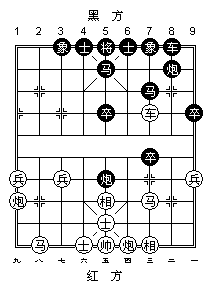 黑 方
1 2 3 4 5 6 7 8 9
象 士 将 士 象 车
马 炮
马
卒 车 卒
卒
兵 兵 炮 兵
炮 相 马
士
马 士 帅 炮 相
九 八 七 六 五 四 三 二 一
红 方